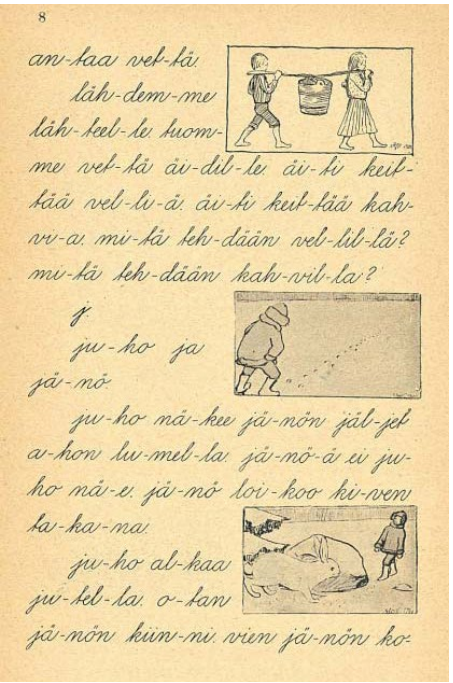 8
an-taa vet-tä.
läh-dem-me
läh-teel-le. tuom-
me vet-tä äi-dil-le. äi-ti keit-
tää vel-li-ä. äi-ti keit-tää kah-
vi-a. mi-tä teh-dään vel-lil-lä?
mi-tä teh-dään kah-vil-la?
j.
ju-ho ja
jä-nö.
ju-ho nä-kee jä-nön jäl-jet
a-hon lu-mel-la. jä-nö-ä ei ju-
ho nä-e. jä-nö loi-koo ki-ven
ta-ka-na.
ju-ho al-kaa
ju-tel-la. o-tan
jä-nön kiin-ni. vien jä-nön ko-